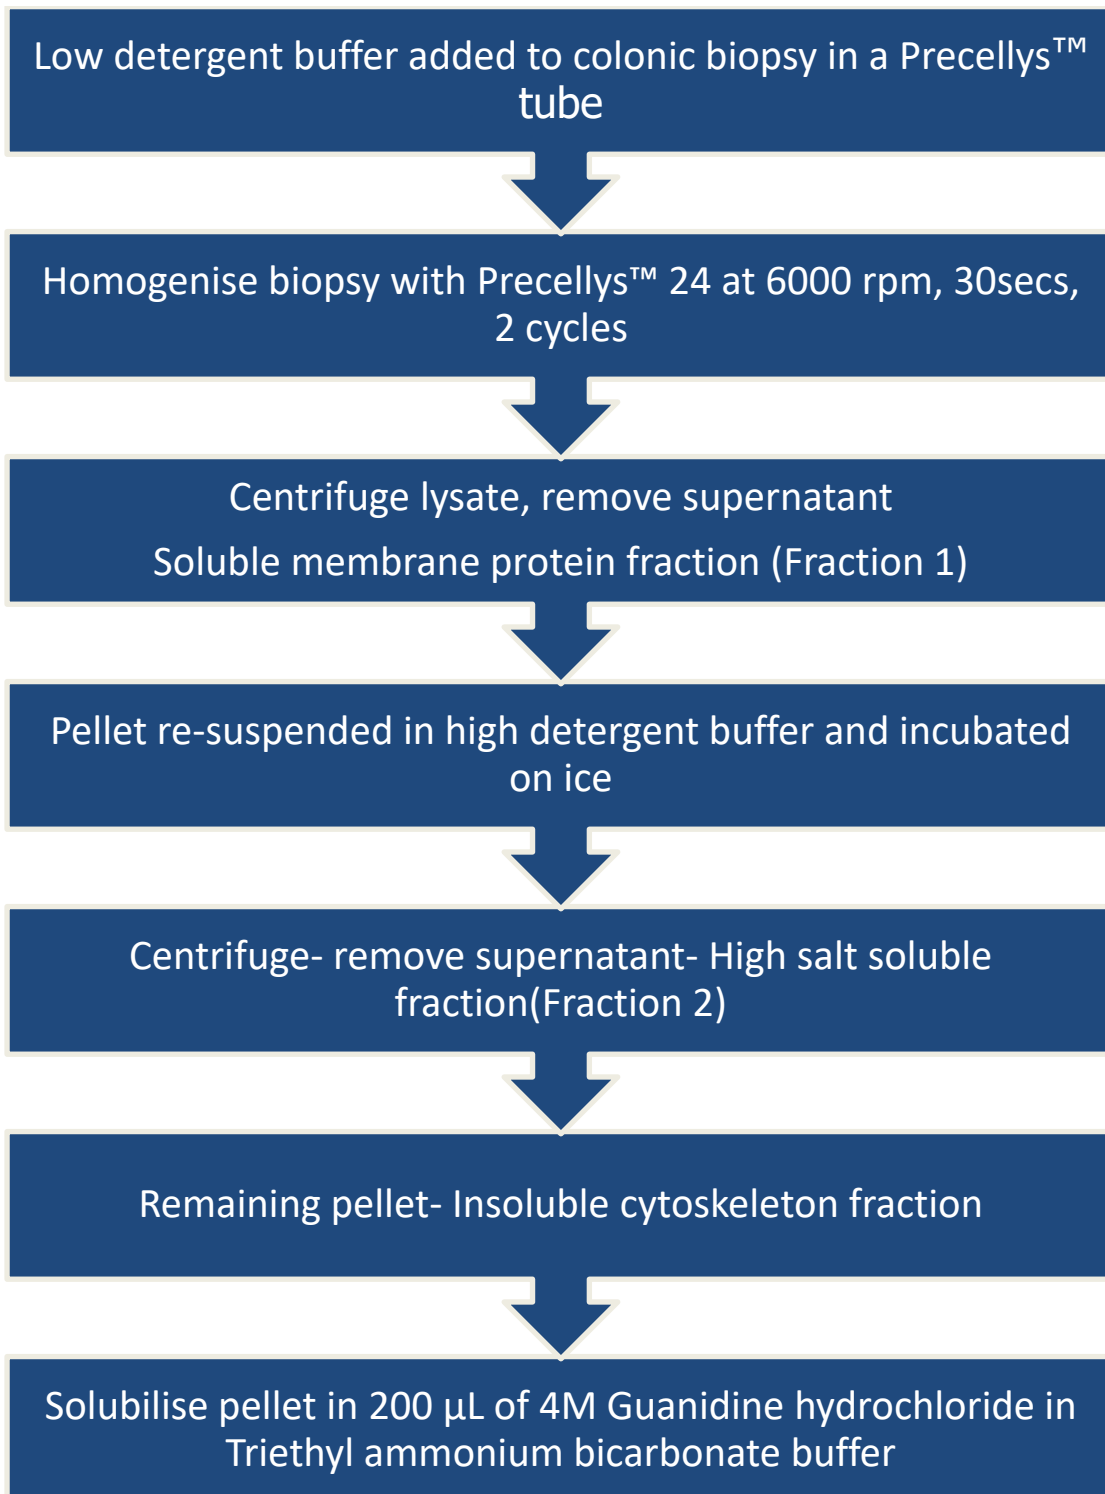 Low detergent buffer added to colonic biopsy in a Precellys™
tube
Homogenise biopsy with Precellys™ 24 at 6000 rpm, 30secs,
2 cycles
Centrifuge lysate, remove supernatant
Soluble membrane protein fraction (Fraction 1)
Pellet re-suspended in high detergent buffer and incubated
on ice
Centrifuge- remove supernatant- High salt soluble
fraction(Fraction 2)
Remaining pellet- Insoluble cytoskeleton fraction
Solubilise pellet in 200 µL of 4M Guanidine hydrochloride in
Triethyl ammonium bicarbonate buffer